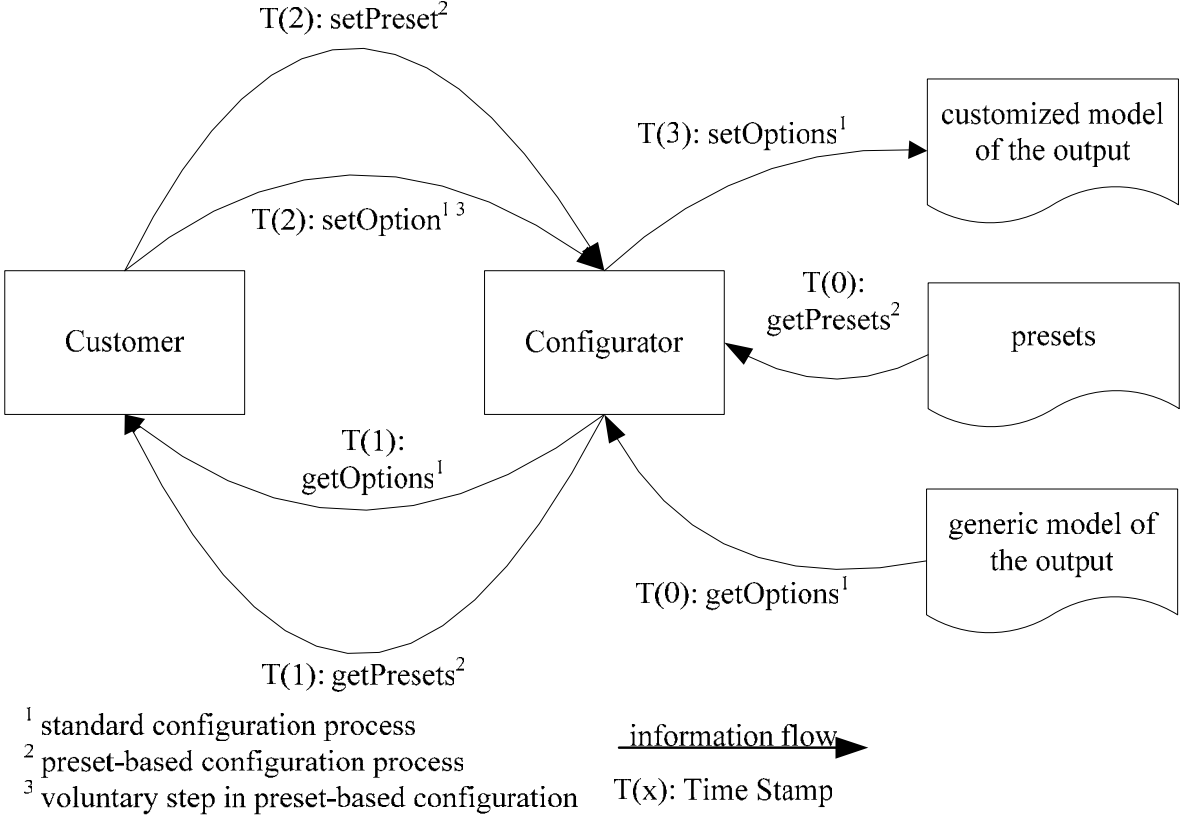 T(2): setPreset²
customized model
of the output
T(3): setOptions¹
T(2): setOption¹ ³
T(0):
getPresets²
Customer
Configurator
presets
T(1):
getOptions¹
generic model of
the output
T(0): getOptions¹
T(1): getPresets²
¹ standard configuration process
² preset-based configuration process
³ voluntary step in preset-based configuration
information flow
T(x): Time Stamp